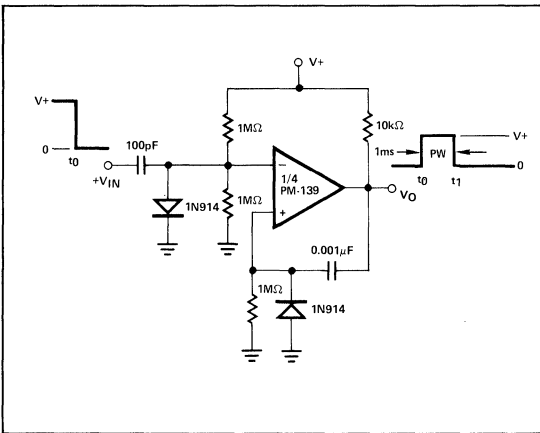 V+
V+
0
t0
100pF
+VIN
1N914
1MΩ
1MΩ
−
1/4
PM-139
+
10kΩ
1ms
PW
V+
0
t0
t1
VO
0.001μF
1MΩ
1N914